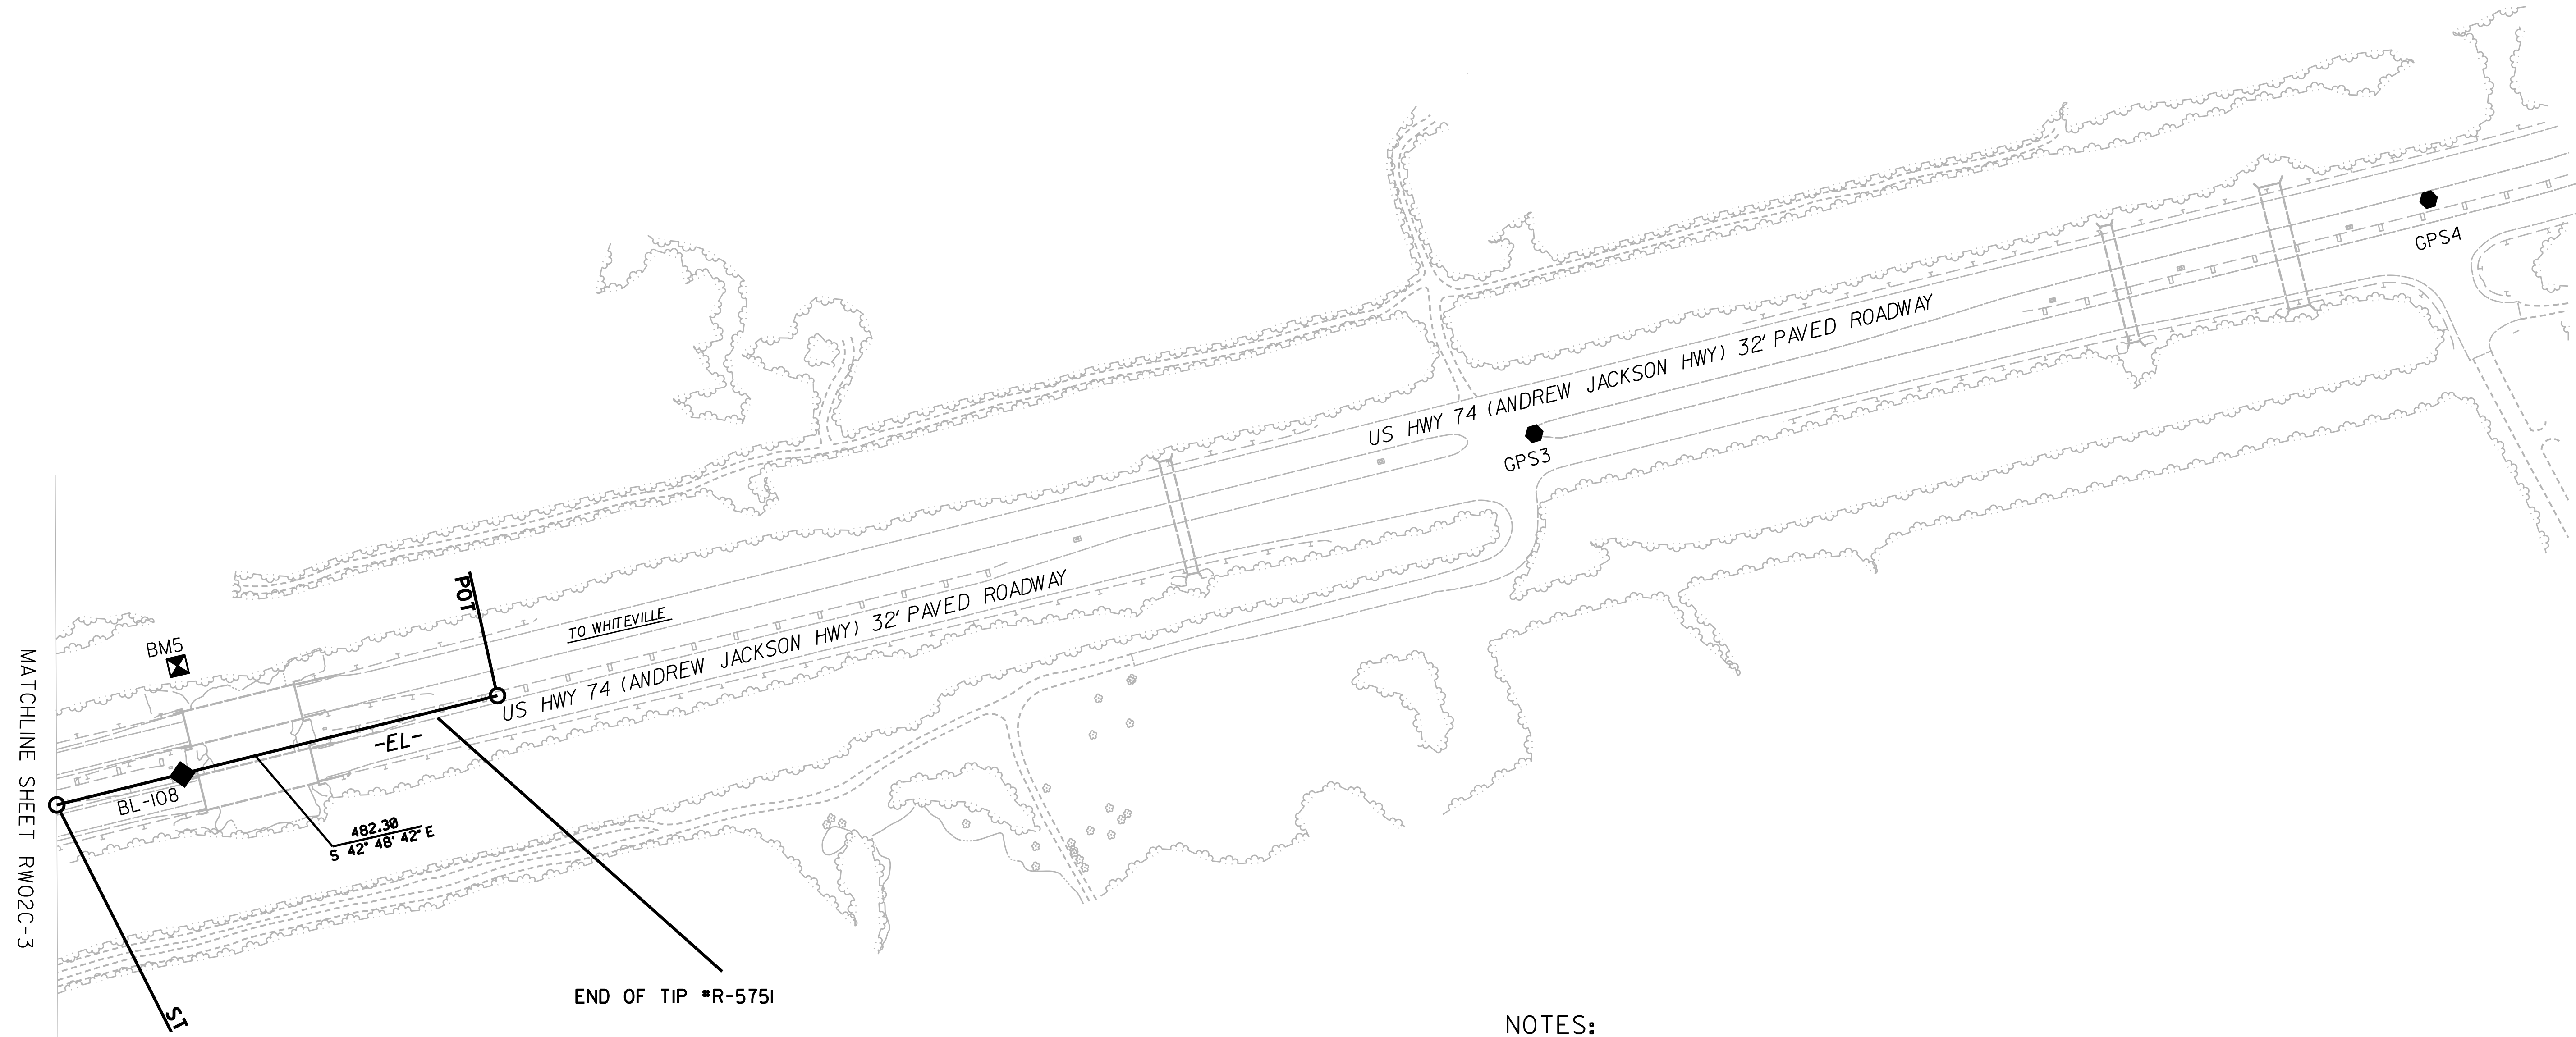 GPS4
US HWY 74 (ANDREW JACKSON HWY) 32' PAVED ROADWAY
GPS3
POT
TO WHITEVILLE
US HWY 74 (ANDREW JACKSON HWY) 32' PAVED ROADWAY
BM5
MATCHLINE SHEET RW02C-3
-EL-
BL-108
482.30
S 42° 48' 42" E
END OF TIP #R-5751
ST
NOTES: